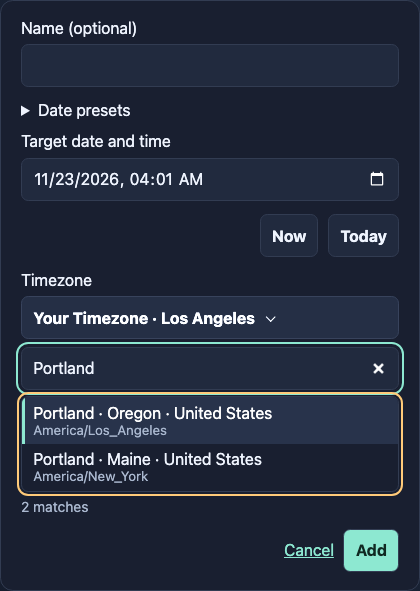 Name (optional)
Date presets
Target date and time
11/23/2026, 04:01 AM
Now
Today
Timezone
Your Timezone · Los Angeles
Portland
Portland · Oregon · United States
America/Los_Angeles
Portland · Maine · United States
America/New_York
2 matches
Cancel
Add